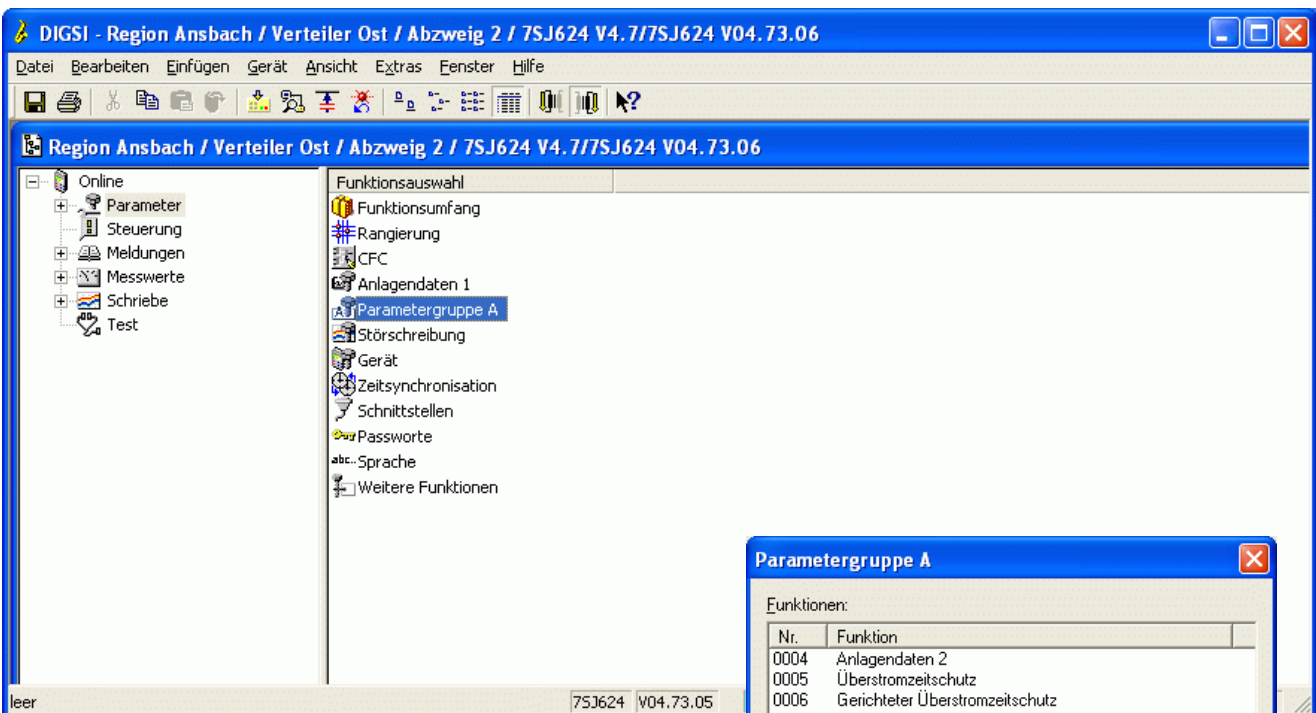 DIGSI - Region Ansbach / Verteiler Ost / Abzweig 2 / 7SJ624 V4.7/7SJ624 V04.73.06
Datei Bearbeiten Einfügen Gerät Ansicht Extras Fenster Hilfe
Region Ansbach / Verteiler Ost / Abzweig 2 / 7SJ624 V4.7/7SJ624 V04.73.06
Online
Parameter
Steuerung
Meldungen
Messwerte
Schriebe
Test
Funktionsauswahl
Funktionsumfang
Rangierung
CFC
Anlagendaten 1
Parametergruppe A
Störschreibung
Gerät
Zeitsynchronisation
Schnittstellen
Passworte
abc.. Sprache
Weitere Funktionen
Parametergruppe A
Funktionen:
Nr. Funktion
0004 Anlagendaten 2
0005 Überstromzeitschutz
0006 Gerichteter Überstromzeitschutz
leer 7SJ624 V04.73.05